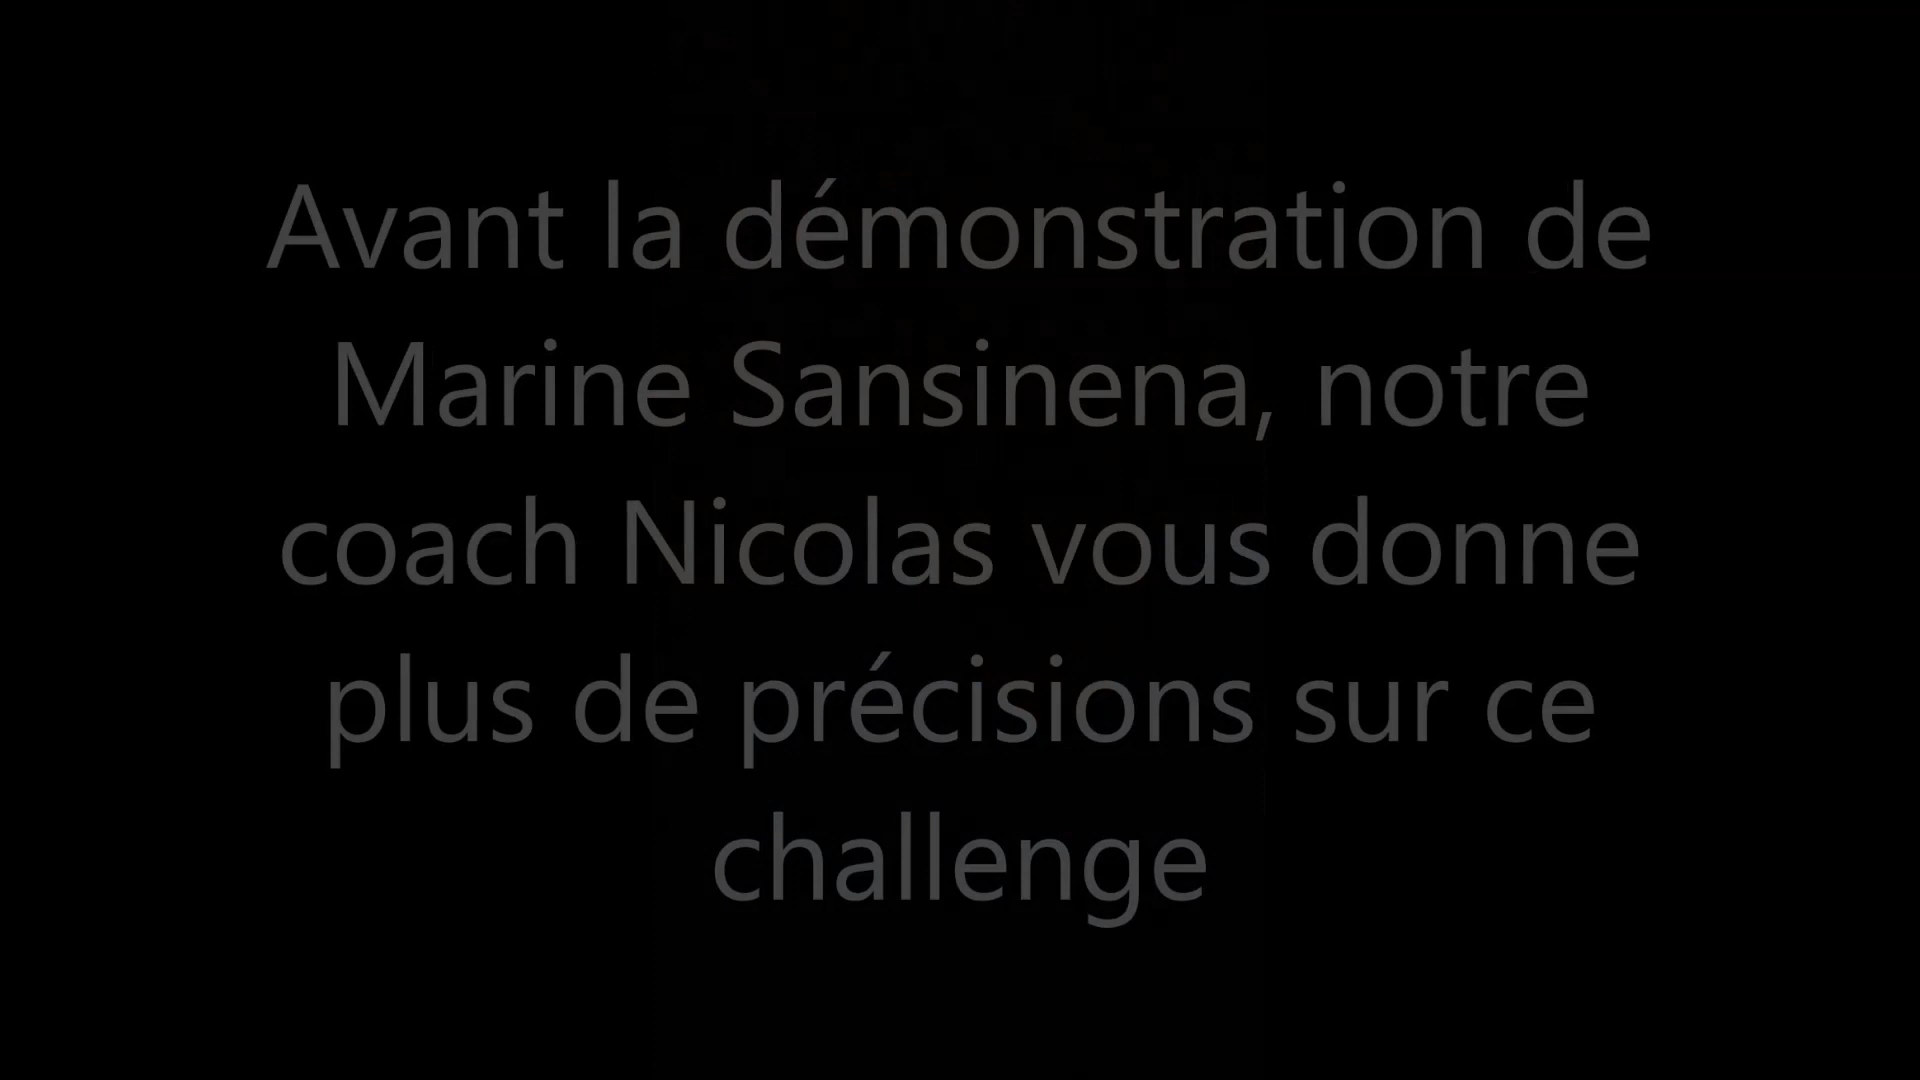 Avant la démonstration de
Marine Sansinena, notre
coach Nicolas vous donne
plus de précisions sur ce
challenge